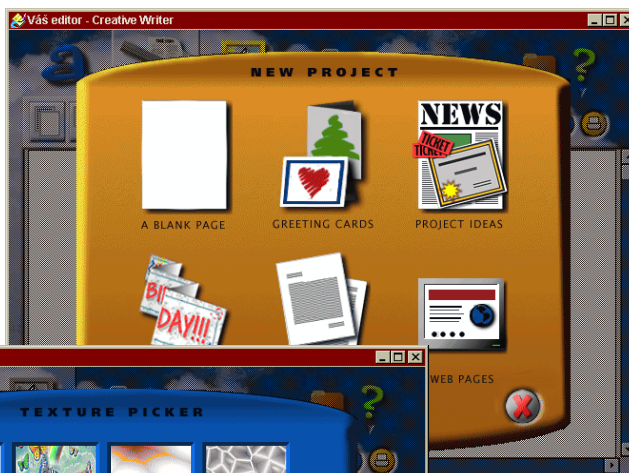 Váš editor - Creative Writer
NEW PROJECT
A BLANK PAGE
GREETING CARDS
NEWS
TICKET
TICKET
PROJECT IDEAS
DAY!!!
WEB PAGES
TEXTURE PICKER